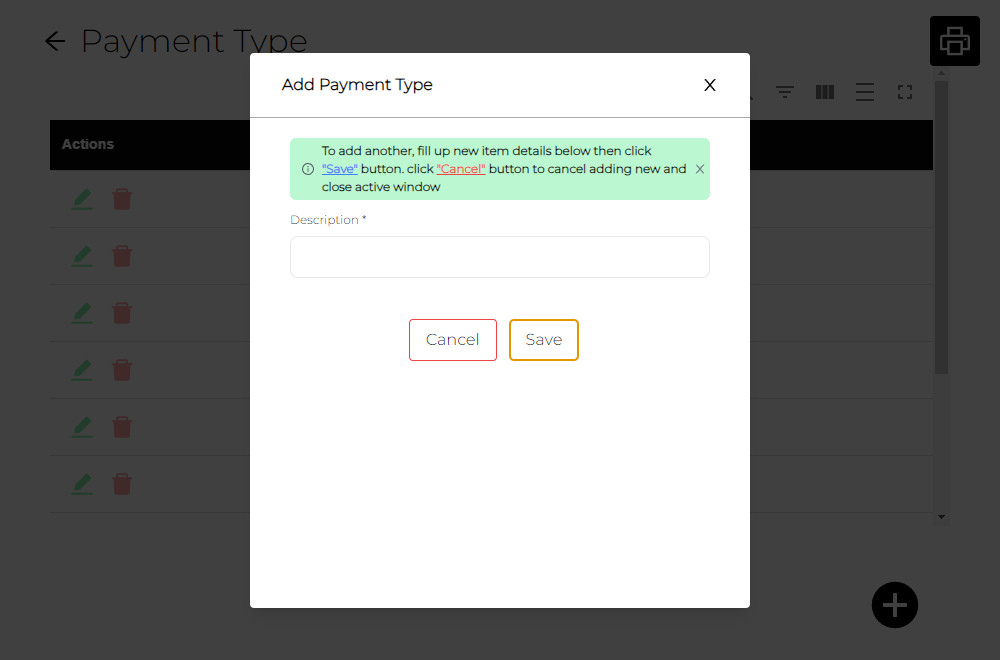 Payment Type
Add Payment Type
X
Actions
To add another, fill up new item details below then click
"Save" button. click "Cancel" button to cancel adding new and
close active window
Description *
Cancel
Save